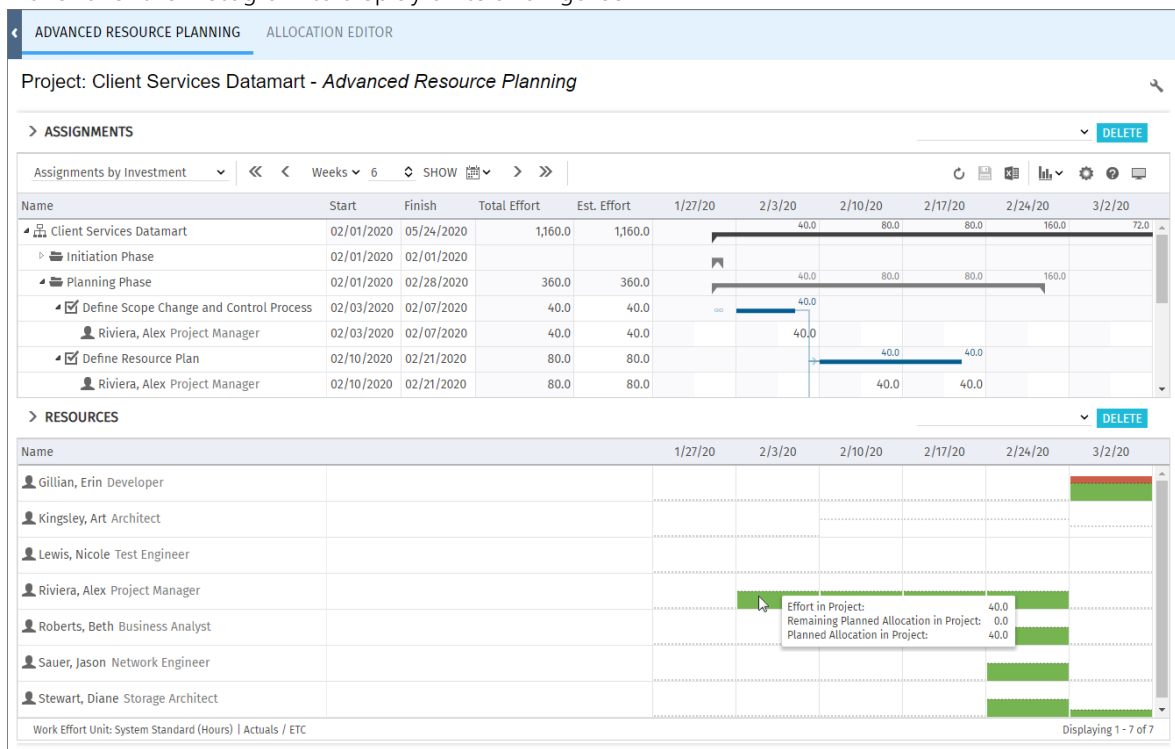 ADVANCED RESOURCE PLANNING ALLOCATION EDITOR
Project: Client Services Datamart - Advanced Resource Planning
ASSIGNMENTS DELETE
Assignments by Investment Weeks 6 SHOW
Name Start Finish Total Effort Est. Effort 1/27/20 2/3/20 2/10/20 2/17/20 2/24/20 3/2/20
Client Services Datamart 02/01/2020 05/24/2020 1,160.0 1,160.0 40.0 80.0 80.0 160.0 72.0
Initiation Phase 02/01/2020 02/01/2020
Planning Phase 02/01/2020 02/28/2020 360.0 360.0 40.0 80.0 80.0 160.0
Define Scope Change and Control Process 02/03/2020 02/07/2020 40.0 40.0 40.0
Riviera, Alex Project Manager 02/03/2020 02/07/2020 40.0 40.0 40.0
Define Resource Plan 02/10/2020 02/21/2020 80.0 80.0 40.0 40.0
Riviera, Alex Project Manager 02/10/2020 02/21/2020 80.0 80.0 40.0 40.0
RESOURCES DELETE
Name 1/27/20 2/3/20 2/10/20 2/17/20 2/24/20 3/2/20
Gillian, Erin Developer
Kingsley, Art Architect
Lewis, Nicole Test Engineer
Riviera, Alex Project Manager
Effort in Project: 40.0
Remaining Planned Allocation in Project: 0.0
Planned Allocation in Project: 40.0
Roberts, Beth Business Analyst
Sauer, Jason Network Engineer
Stewart, Diane Storage Architect
Work Effort Unit: System Standard (Hours) | Actuals / ETC Displaying 1 - 7 of 7